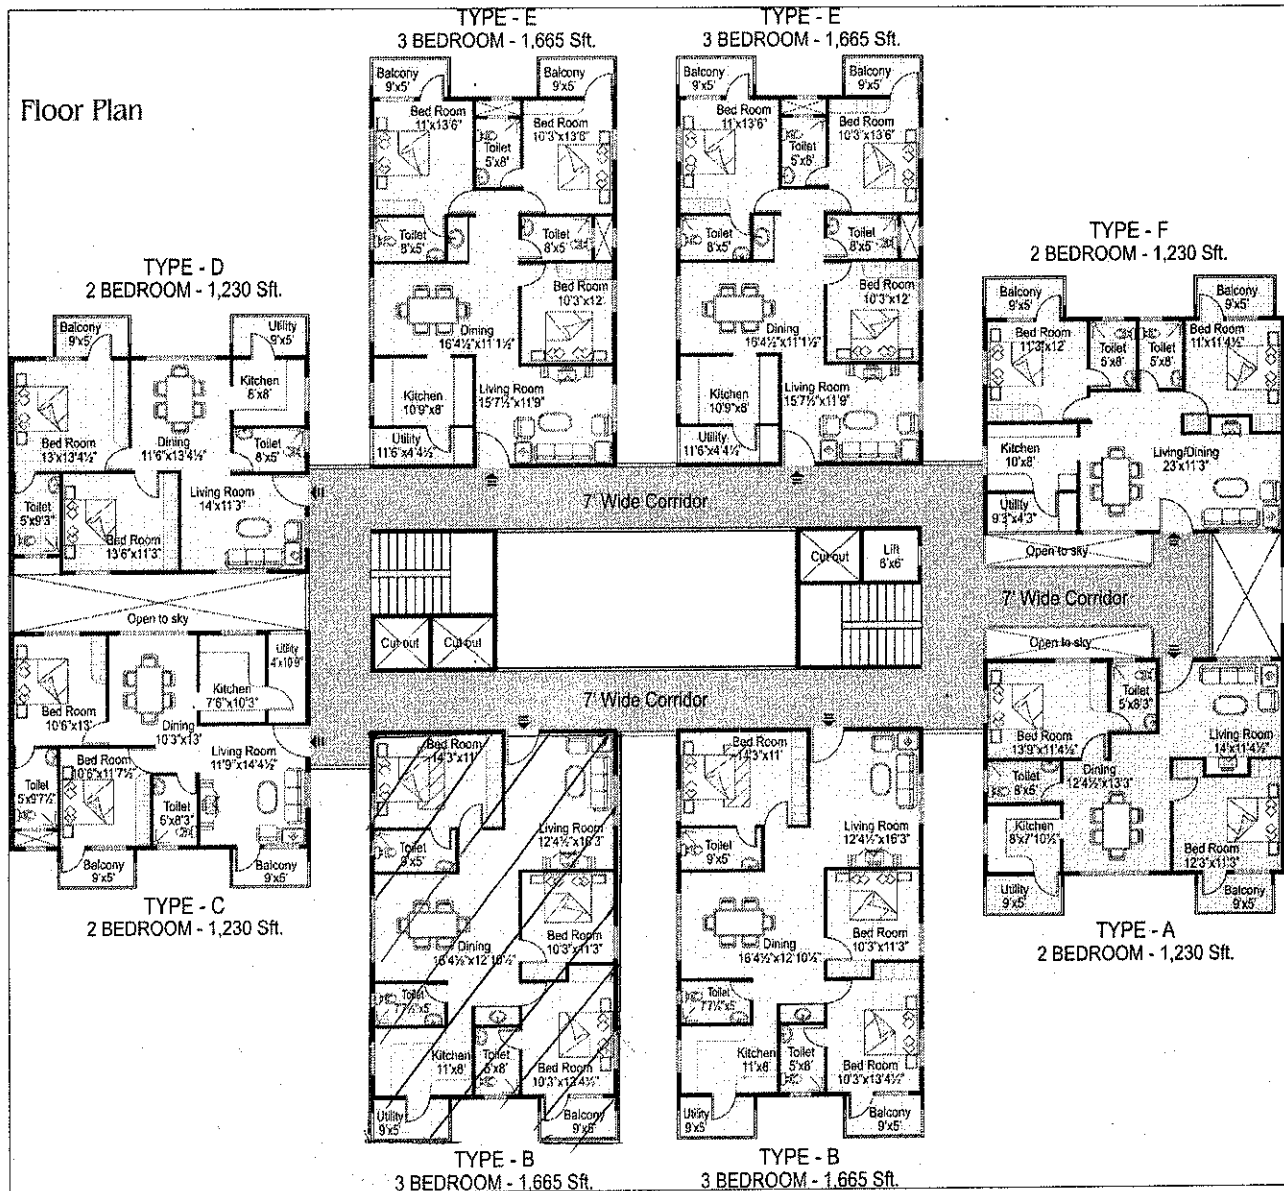 Floor Plan
TYPE - E
3 BEDROOM - 1,665 Sft.
Balcony
9'x5'
Balcony
9'x5'
Bed Room
11'x13'6"
Toilet
5'x8'
Bed Room
10'3"x13'6"
Toilet
8'x5'
Toilet
8'x5'
Bed Room
10'3"x12'
Dining
16'4½"x11'1½"
Kitchen
10'9"x8'
Living Room
15'7½"x11'9"
Utility
11'6"x4'4½"
TYPE - E
3 BEDROOM - 1,665 Sft.
Balcony
9'x5'
Balcony
9'x5'
Bed Room
11'x13'6"
Toilet
5'x8'
Bed Room
10'3"x13'6"
Toilet
8'x5'
Toilet
8'x5'
Bed Room
10'3"x12'
Dining
16'4½"x11'1½"
Kitchen
10'9"x8'
Living Room
15'7½"x11'9"
Utility
11'6"x4'4½"
TYPE - D
2 BEDROOM - 1,230 Sft.
Balcony
9'x5'
Utility
9'x5'
Kitchen
8'x8'
Bed Room
13'x13'4½"
Dining
11'6"x13'4½"
Toilet
8'x5'
Toilet
5'x9'3"
Bed Room
13'6"x11'3"
Living Room
14'x11'3"
TYPE - F
2 BEDROOM - 1,230 Sft.
Balcony
9'x5'
Balcony
9'x5'
Bed Room
11'3"x12'
Toilet
5'x8'
Toilet
5'x8'
Bed Room
11'x11'4½"
Kitchen
10'x8'
Living/Dining
23'x11'3"
Utility
9'3"x4'3"
Open to sky
7' Wide Corridor
Cut out
Lift
8'x6'
Cut out
Cut out
7' Wide Corridor
7' Wide Corridor
Open to sky
Open to sky
Utility
4'x10'9"
Kitchen
7'6"x10'3"
Bed Room
10'6"x13'
Dining
10'3"x13'
Living Room
11'9"x14'4½"
Bed Room
10'6"x11'7½"
Toilet
5'x9'7½"
Toilet
5'x8'3"
Balcony
9'x5'
Balcony
9'x5'
TYPE - C
2 BEDROOM - 1,230 Sft.
Bed Room
14'3"x11'
Living Room
12'4½"x16'3"
Toilet
9'x5'
Bed Room
10'3"x11'3"
Dining
16'4½"x12'10½"
Toilet
7'7½"x5'
Kitchen
11'x8'
Toilet
5'x8'
Bed Room
10'3"x13'4½"
Utility
9'x5'
Balcony
9'x5'
TYPE - B
3 BEDROOM - 1,665 Sft.
Bed Room
14'3"x11'
Living Room
12'4½"x16'3"
Toilet
9'x5'
Bed Room
10'3"x11'3"
Dining
16'4½"x12'10½"
Toilet
7'7½"x5'
Kitchen
11'x8'
Toilet
5'x8'
Bed Room
10'3"x13'4½"
Utility
9'x5'
Balcony
9'x5'
TYPE - B
3 BEDROOM - 1,665 Sft.
Toilet
5'x8'3"
Bed Room
13'9"x11'4½"
Living Room
14'x11'4½"
Toilet
8'x5'
Dining
12'4½"x13'3"
Kitchen
8'x7'10½"
Bed Room
12'3"x11'3"
Utility
9'x5'
Balcony
9'x5'
TYPE - A
2 BEDROOM - 1,230 Sft.